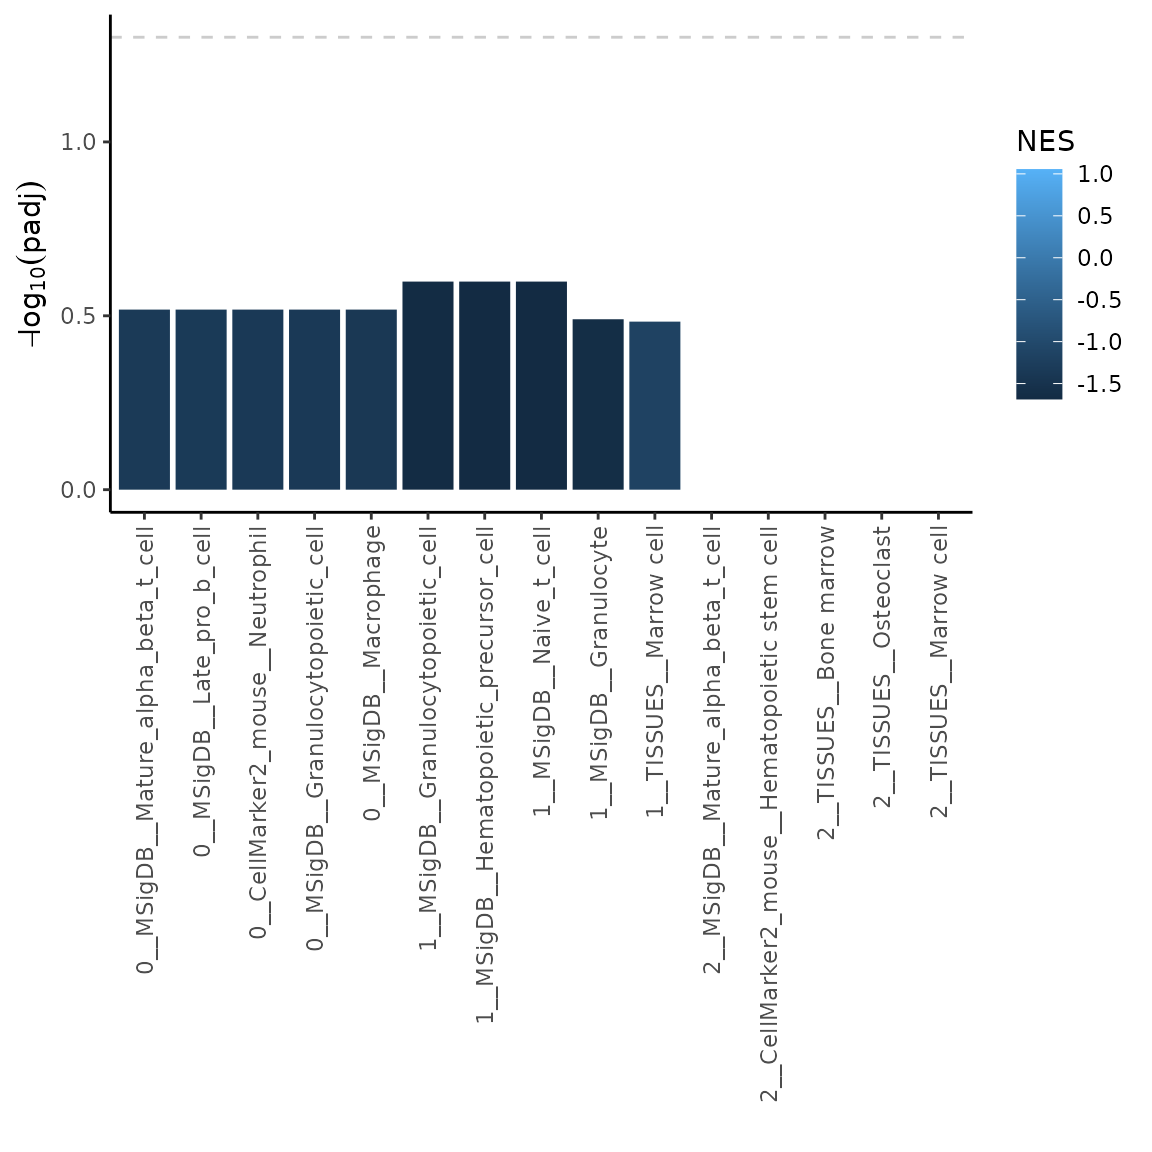 −log10(padj)
1.0
0.5
0.0
0__MSigDB__Mature_alpha_beta_t_cell
0__MSigDB__Late_pro_b_cell
0__CellMarker2_mouse__Neutrophil
0__MSigDB__Granulocytopoietic_cell
0__MSigDB__Macrophage
1__MSigDB__Granulocytopoietic_cell
1__MSigDB__Hematopoietic_precursor_cell
1__MSigDB__Naive_t_cell
1__MSigDB__Granulocyte
1__TISSUES__Marrow cell
2__MSigDB__Mature_alpha_beta_t_cell
2__CellMarker2_mouse__Hematopoietic stem cell
2__TISSUES__Bone marrow
2__TISSUES__Osteoclast
2__TISSUES__Marrow cell
NES
1.0
0.5
0.0
-0.5
-1.0
-1.5